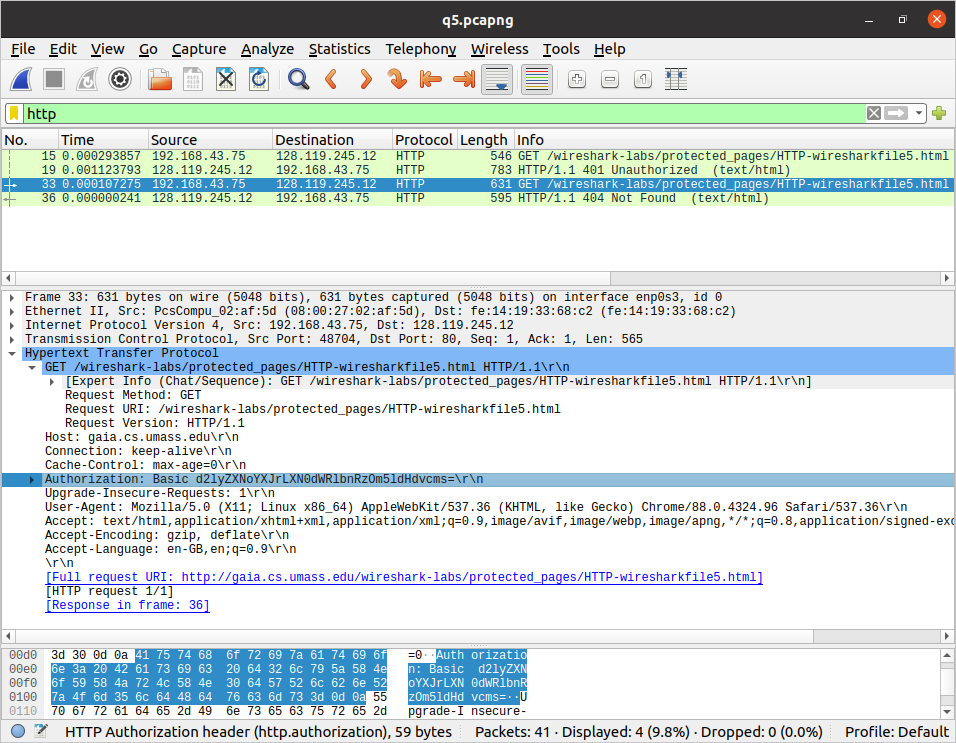 q5.pcapng
File Edit View Go Capture Analyze Statistics Telephony Wireless Tools Help
http
No. Time Source Destination Protocol Length Info
15 0.000293857 192.168.43.75 128.119.245.12 HTTP 546 GET /wireshark-labs/protected_pages/HTTP-wiresharkfile5.html
19 0.001123793 128.119.245.12 192.168.43.75 HTTP 783 HTTP/1.1 401 Unauthorized (text/html)
33 0.000107275 192.168.43.75 128.119.245.12 HTTP 631 GET /wireshark-labs/protected_pages/HTTP-wiresharkfile5.html
36 0.000000241 128.119.245.12 192.168.43.75 HTTP 595 HTTP/1.1 404 Not Found (text/html)
Frame 33: 631 bytes on wire (5048 bits), 631 bytes captured (5048 bits) on interface enp0s3, id 0
Ethernet II, Src: PcsCompu_02:af:5d (08:00:27:02:af:5d), Dst: fe:14:19:33:68:c2 (fe:14:19:33:68:c2)
Internet Protocol Version 4, Src: 192.168.43.75, Dst: 128.119.245.12
Transmission Control Protocol, Src Port: 48704, Dst Port: 80, Seq: 1, Ack: 1, Len: 565
Hypertext Transfer Protocol
GET /wireshark-labs/protected_pages/HTTP-wiresharkfile5.html HTTP/1.1\r\n
[Expert Info (Chat/Sequence): GET /wireshark-labs/protected_pages/HTTP-wiresharkfile5.html HTTP/1.1\r\n]
Request Method: GET
Request URI: /wireshark-labs/protected_pages/HTTP-wiresharkfile5.html
Request Version: HTTP/1.1
Host: gaia.cs.umass.edu\r\n
Connection: keep-alive\r\n
Cache-Control: max-age=0\r\n
Authorization: Basic d2lyZXNoYXJrLXN0dWRlbnRzOm5ldHdvcms=\r\n
Upgrade-Insecure-Requests: 1\r\n
User-Agent: Mozilla/5.0 (X11; Linux x86_64) AppleWebKit/537.36 (KHTML, like Gecko) Chrome/88.0.4324.96 Safari/537.36\r\n
Accept: text/html,application/xhtml+xml,application/xml;q=0.9,image/avif,image/webp,image/apng,*/*;q=0.8,application/signed-exc
Accept-Encoding: gzip, deflate\r\n
Accept-Language: en-GB,en;q=0.9\r\n
\r\n
[Full request URI: http://gaia.cs.umass.edu/wireshark-labs/protected_pages/HTTP-wiresharkfile5.html]
[HTTP request 1/1]
[Response in frame: 36]
00d0 3d 30 0d 0a 41 75 74 68 6f 72 69 7a 61 74 69 6f =0··Auth orizatio
00e0 6e 3a 20 42 61 73 69 63 20 64 32 6c 79 5a 58 4e n: Basic d2lyZXN
00f0 6f 59 58 4a 72 4c 58 4e 30 64 57 52 6c 62 6e 52 oYXJrLXN 0dWRlbnR
0100 7a 4f 6d 35 6c 64 48 64 76 63 6d 73 3d 0d 0a 55 zOm5ldHd vcms=··U
0110 70 67 72 61 64 65 2d 49 6e 73 65 63 75 72 65 2d pgrade-I nsecure-
HTTP Authorization header (http.authorization), 59 bytes Packets: 41 · Displayed: 4 (9.8%) · Dropped: 0 (0.0%) Profile: Default